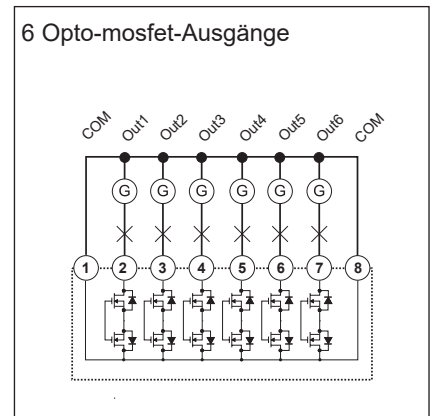 6 Opto-mosfet-Ausgänge
COM Out1 Out2 Out3 Out4 Out5 Out6 COM
G G G G G G
1 2 3 4 5 6 7 8